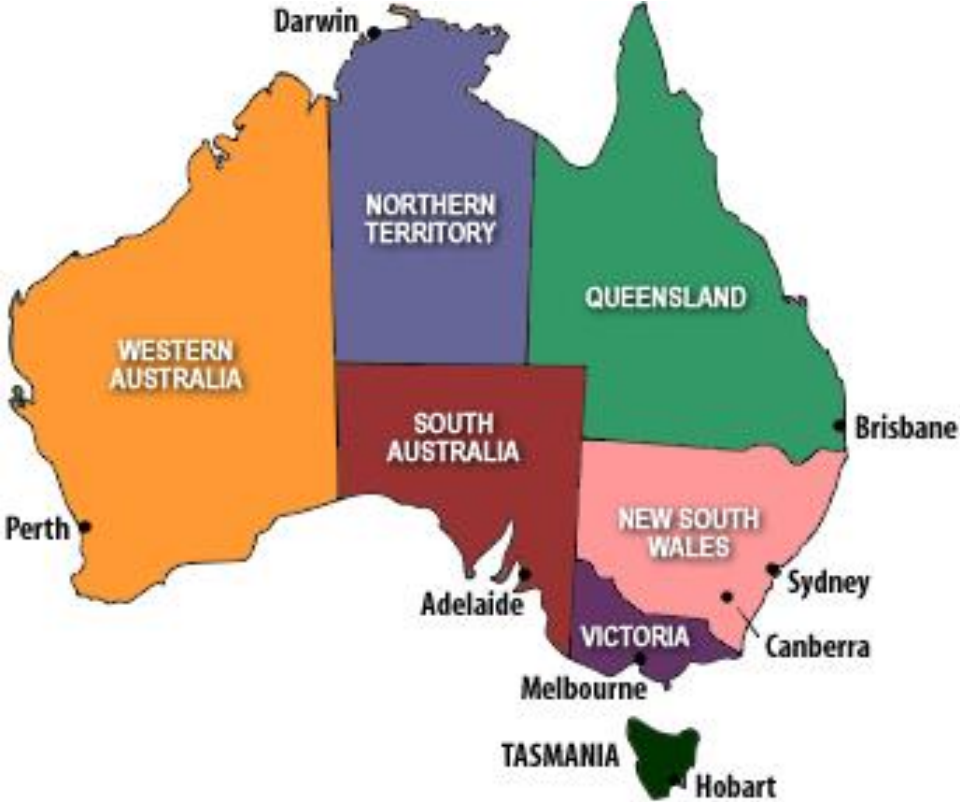 Darwin
NORTHERN
TERRITORY
QUEENSLAND
WESTERN
AUSTRALIA
SOUTH
AUSTRALIA
Brisbane
Perth
NEW SOUTH
WALES
Sydney
Adelaide
VICTORIA
Canberra
Melbourne
TASMANIA
Hobart